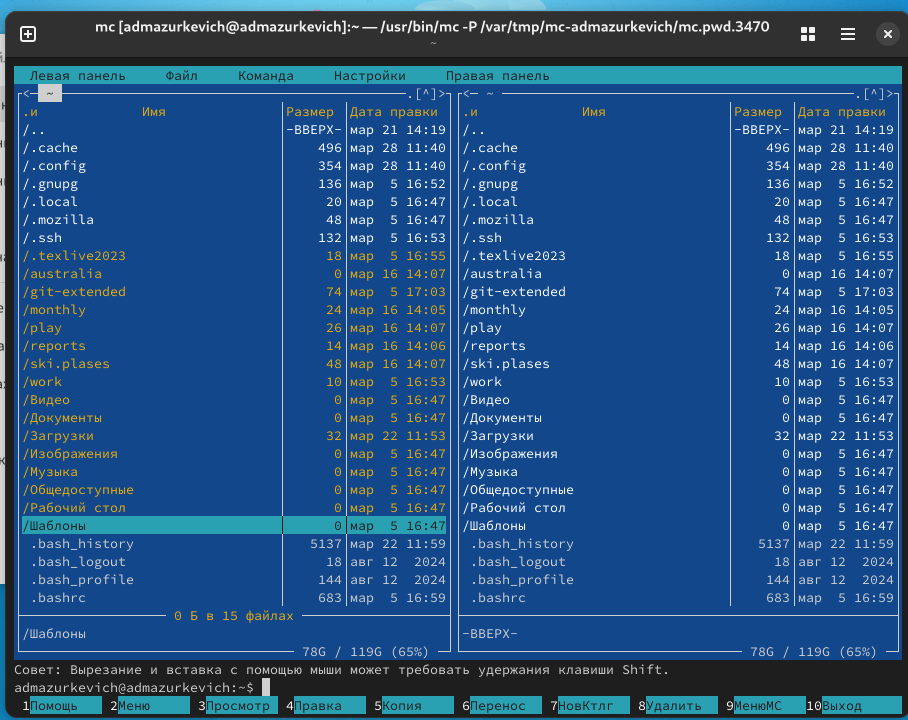 mc [admazurkevich@admazurkevich]:~ — /usr/bin/mc -P /var/tmp/mc-admazurkevich/mc.pwd.3470
~
Левая панель Файл Команда Настройки Правая панель
<— ~ .[^]> <— ~ .[^]>
.и Имя Размер Дата правки .и Имя Размер Дата правки
/.. -ВВЕРХ- мар 21 14:19 /.. -ВВЕРХ- мар 21 14:19
/.cache 496 мар 28 11:40 /.cache 496 мар 28 11:40
/.config 354 мар 28 11:40 /.config 354 мар 28 11:40
/.gnupg 136 мар 5 16:52 /.gnupg 136 мар 5 16:52
/.local 20 мар 5 16:47 /.local 20 мар 5 16:47
/.mozilla 48 мар 5 16:47 /.mozilla 48 мар 5 16:47
/.ssh 132 мар 5 16:53 /.ssh 132 мар 5 16:53
/.texlive2023 18 мар 5 16:55 /.texlive2023 18 мар 5 16:55
/australia 0 мар 16 14:07 /australia 0 мар 16 14:07
/git-extended 74 мар 5 17:03 /git-extended 74 мар 5 17:03
/monthly 24 мар 16 14:05 /monthly 24 мар 16 14:05
/play 26 мар 16 14:07 /play 26 мар 16 14:07
/reports 14 мар 16 14:06 /reports 14 мар 16 14:06
/ski.plases 48 мар 16 14:07 /ski.plases 48 мар 16 14:07
/work 10 мар 5 16:53 /work 10 мар 5 16:53
/Видео 0 мар 5 16:47 /Видео 0 мар 5 16:47
/Документы 0 мар 5 16:47 /Документы 0 мар 5 16:47
/Загрузки 32 мар 22 11:53 /Загрузки 32 мар 22 11:53
/Изображения 0 мар 5 16:47 /Изображения 0 мар 5 16:47
/Музыка 0 мар 5 16:47 /Музыка 0 мар 5 16:47
/Общедоступные 0 мар 5 16:47 /Общедоступные 0 мар 5 16:47
/Рабочий стол 0 мар 5 16:47 /Рабочий стол 0 мар 5 16:47
/Шаблоны 0 мар 5 16:47 /Шаблоны 0 мар 5 16:47
.bash_history 5137 мар 22 11:59 .bash_history 5137 мар 22 11:59
.bash_logout 18 авг 12 2024 .bash_logout 18 авг 12 2024
.bash_profile 144 авг 12 2024 .bash_profile 144 авг 12 2024
.bashrc 683 мар 5 16:59 .bashrc 683 мар 5 16:59
0 Б в 15 файлах
/Шаблоны -ВВЕРХ-
78G / 119G (65%) 78G / 119G (65%)
Совет: Вырезание и вставка с помощью мыши может требовать удержания клавиши Shift.
admazurkevich@admazurkevich:~$
1Помощь 2Меню 3Просмотр 4Правка 5Копия 6Перенос 7НовКтлг 8Удалить 9МенюМС 10Выход